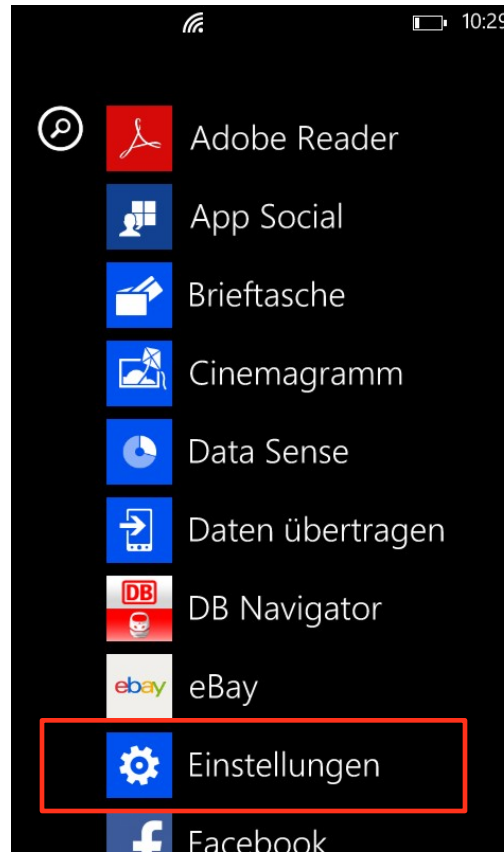 10:29
Adobe Reader
App Social
Brieftasche
Cinemagramm
Data Sense
Daten übertragen
DB
DB Navigator
ebay
eBay
Einstellungen
f
Facebook